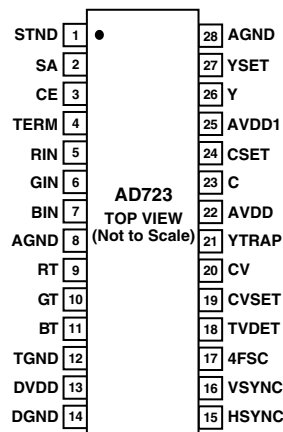 STND 1
SA 2
CE 3
TERM 4
RIN 5
GIN 6
BIN 7
AGND 8
RT 9
GT 10
BT 11
TGND 12
DVDD 13
DGND 14
AD723
TOP VIEW
(Not to Scale)
28 AGND
27 YSET
26 Y
25 AVDD1
24 CSET
23 C
22 AVDD
21 YTRAP
20 CV
19 CVSET
18 TVDET
17 4FSC
16 VSYNC
15 HSYNC